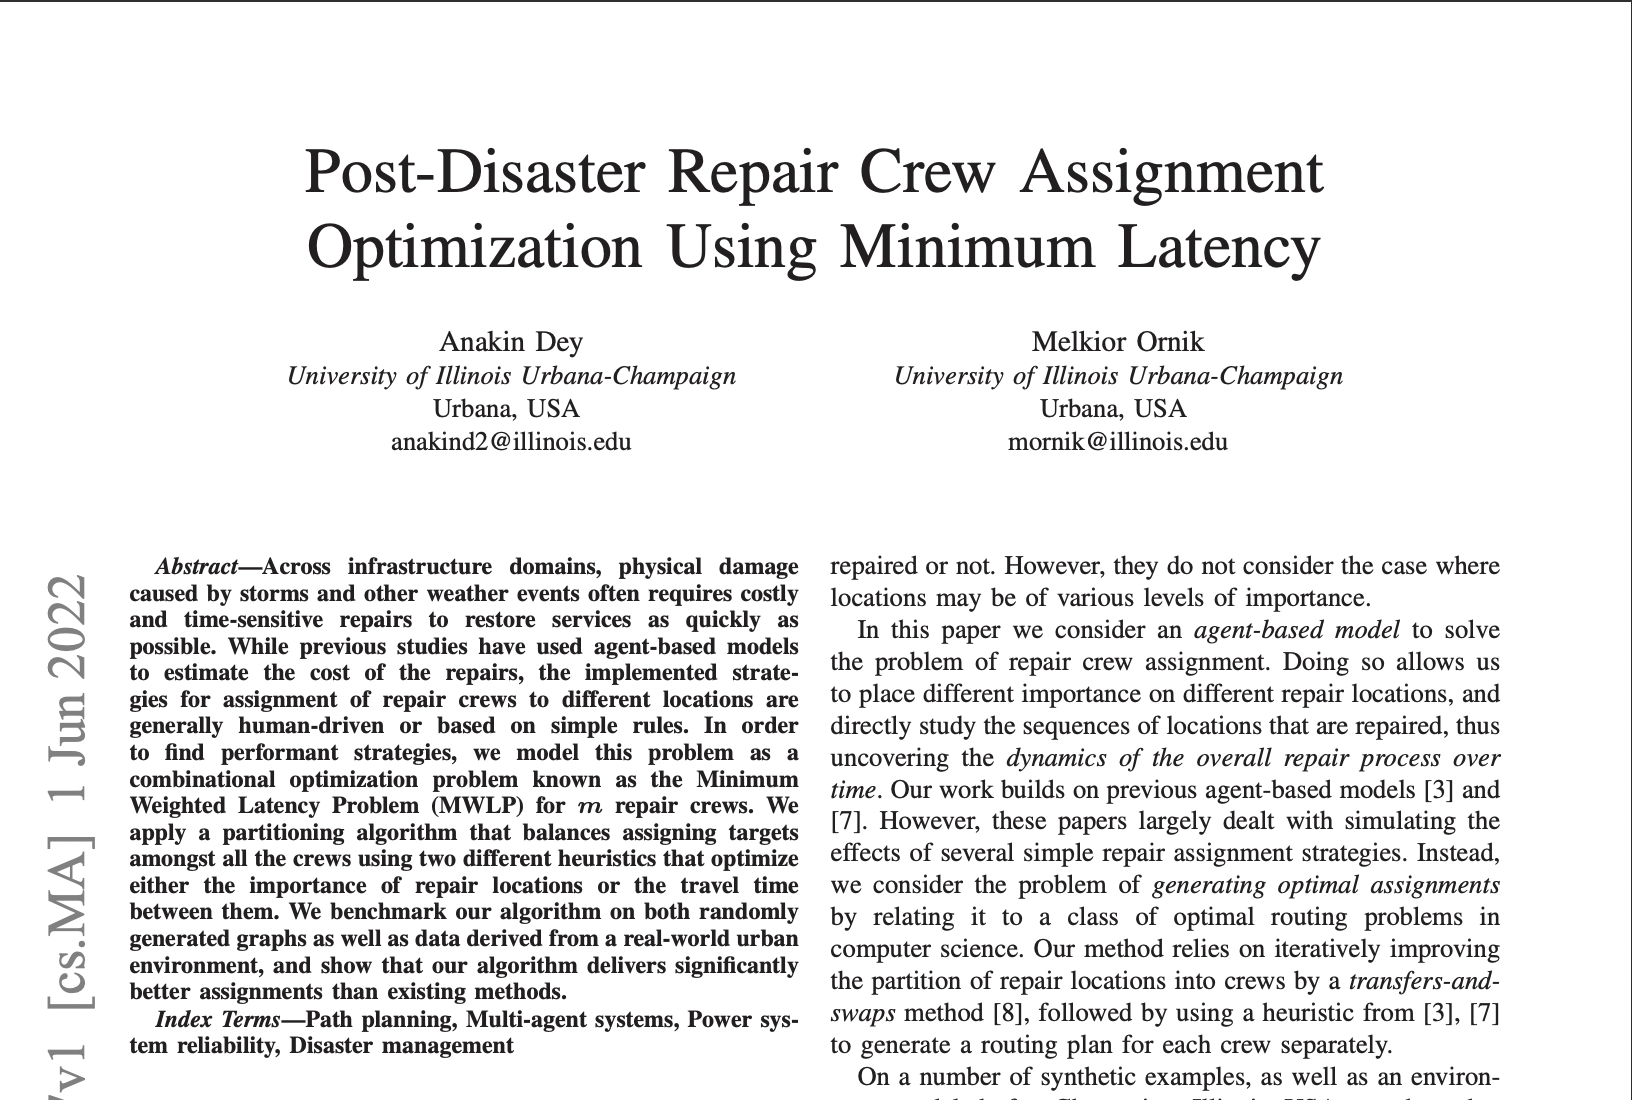 Post-Disaster Repair Crew Assignment
Optimization Using Minimum Latency
Anakin Dey
University of Illinois Urbana-Champaign
Urbana, USA
anakind2@illinois.edu
Melkior Ornik
University of Illinois Urbana-Champaign
Urbana, USA
mornik@illinois.edu
v1 [cs.MA] 1 Jun 2022
Abstract—Across infrastructure domains, physical damage
caused by storms and other weather events often requires costly
and time-sensitive repairs to restore services as quickly as
possible. While previous studies have used agent-based models
to estimate the cost of the repairs, the implemented strate-
gies for assignment of repair crews to different locations are
generally human-driven or based on simple rules. In order
to find performant strategies, we model this problem as a
combinational optimization problem known as the Minimum
Weighted Latency Problem (MWLP) for m repair crews. We
apply a partitioning algorithm that balances assigning targets
amongst all the crews using two different heuristics that optimize
either the importance of repair locations or the travel time
between them. We benchmark our algorithm on both randomly
generated graphs as well as data derived from a real-world urban
environment, and show that our algorithm delivers significantly
better assignments than existing methods.
Index Terms—Path planning, Multi-agent systems, Power sys-
tem reliability, Disaster management
repaired or not. However, they do not consider the case where
locations may be of various levels of importance.
In this paper we consider an agent-based model to solve
the problem of repair crew assignment. Doing so allows us
to place different importance on different repair locations, and
directly study the sequences of locations that are repaired, thus
uncovering the dynamics of the overall repair process over
time. Our work builds on previous agent-based models [3] and
[7]. However, these papers largely dealt with simulating the
effects of several simple repair assignment strategies. Instead,
we consider the problem of generating optimal assignments
by relating it to a class of optimal routing problems in
computer science. Our method relies on iteratively improving
the partition of repair locations into crews by a transfers-and-
swaps method [8], followed by using a heuristic from [3], [7]
to generate a routing plan for each crew separately.
On a number of synthetic examples, as well as an environ-